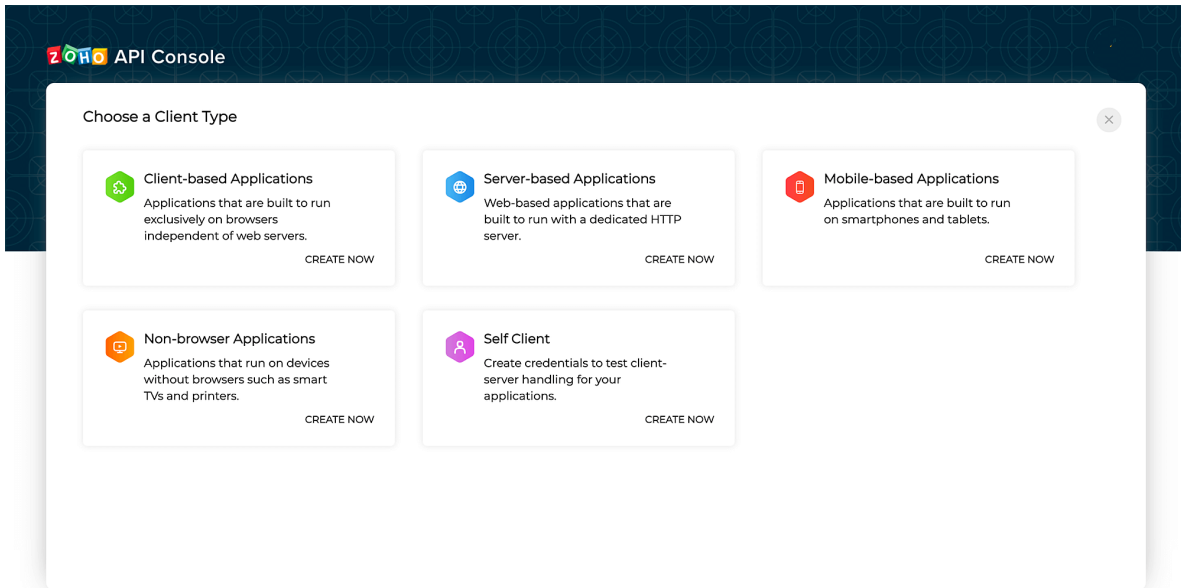 ZOHO API Console
Choose a Client Type
Client-based Applications
Applications that are built to run
exclusively on browsers
independent of web servers.
CREATE NOW
Server-based Applications
Web-based applications that are
built to run with a dedicated HTTP
server.
CREATE NOW
Mobile-based Applications
Applications that are built to run
on smartphones and tablets.
CREATE NOW
Non-browser Applications
Applications that run on devices
without browsers such as smart
TVs and printers.
CREATE NOW
Self Client
Create credentials to test client-
server handling for your
applications.
CREATE NOW